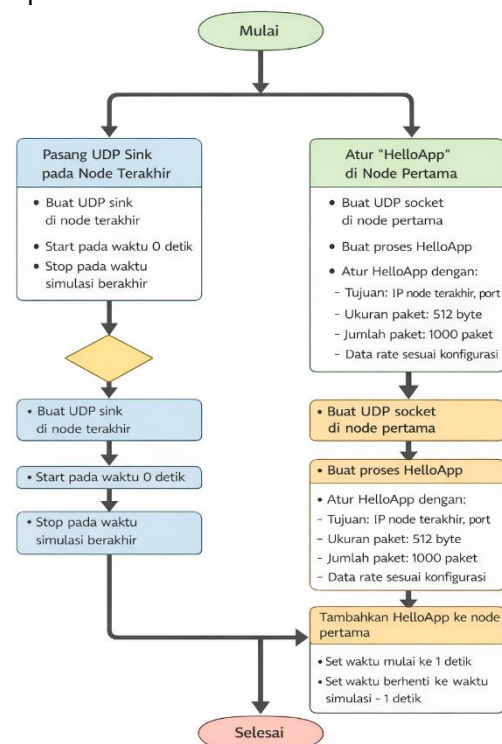 Mulai
Pasang UDP Sink
pada Node Terakhir
• Buat UDP sink
di node terakhir
• Start pada waktu 0 detik
• Stop pada waktu
simulasi berakhir
• Buat UDP sink
di node terakhir
• Start pada waktu 0 detik
• Stop pada waktu
simulasi berakhir
Atur "HelloApp"
di Node Pertama
• Buat UDP socket
di node pertama
• Buat proses HelloApp
• Atur HelloApp dengan:
- Tujuan: IP node terakhir, port
- Ukuran paket: 512 byte
- Jumlah paket: 1000 paket
- Data rate sesuai konfigurasi
• Buat UDP socket
di node pertama
• Buat proses HelloApp
• Atur HelloApp dengan:
- Tujuan: IP node terakhir, port
- Ukuran paket: 512 byte
- Jumlah paket: 1000 paket
- Data rate sesuai konfigurasi
Tambahkan HelloApp ke node
pertama
• Set waktu mulai ke 1 detik
• Set waktu berhenti ke waktu
simulasi - 1 detik
Selesai